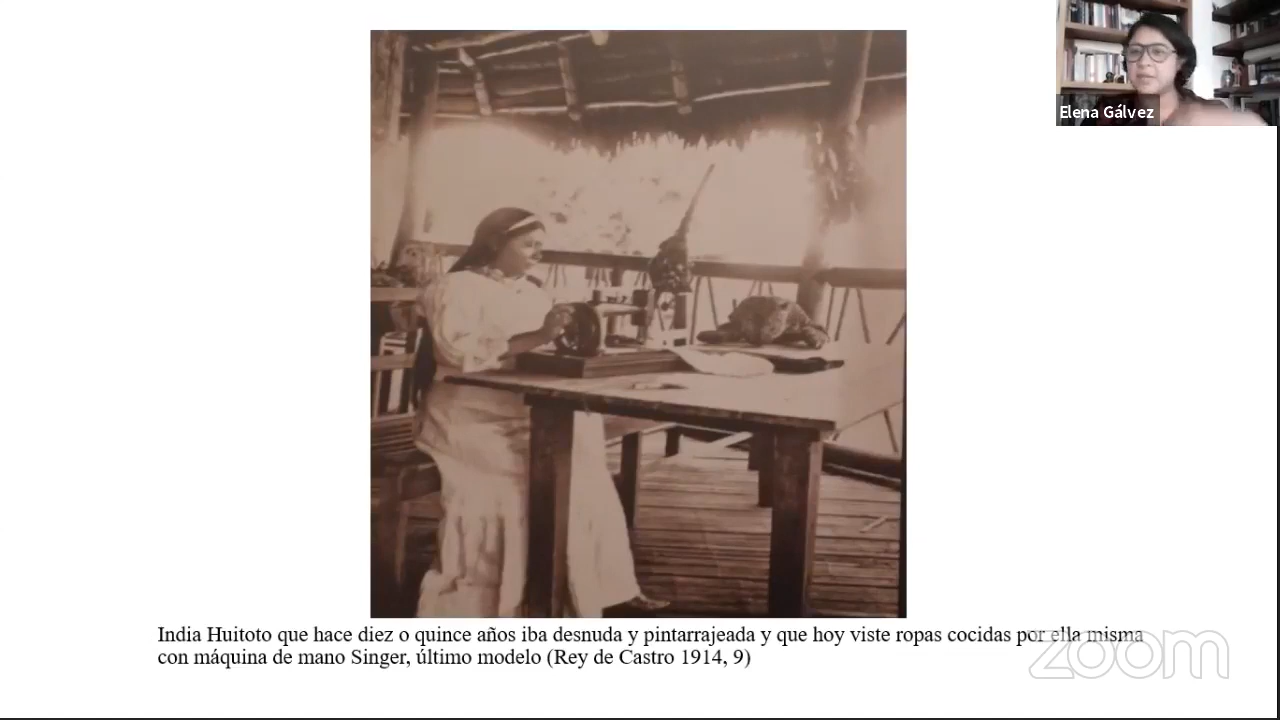 Elena Gálvez
India Huitoto que hace diez o quince años iba desnuda y pintarrajeada y que hoy viste ropas cocidas por ella misma
con máquina de mano Singer, último modelo (Rey de Castro 1914, 9)
zoom